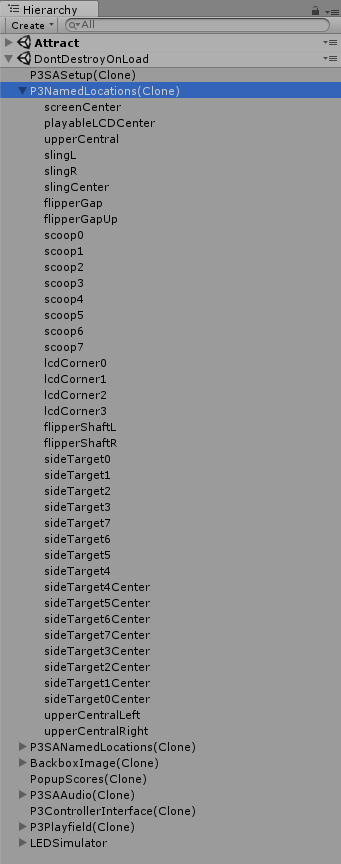 Hierarchy
Create All
Attract
DontDestroyOnLoad
P3SASetup(Clone)
P3NamedLocations(Clone)
screenCenter
playableLCDCenter
upperCentral
slingL
slingR
slingCenter
flipperGap
flipperGapUp
scoop0
scoop1
scoop2
scoop3
scoop4
scoop5
scoop6
scoop7
lcdCorner0
lcdCorner1
lcdCorner2
lcdCorner3
flipperShaftL
flipperShaftR
sideTarget0
sideTarget1
sideTarget2
sideTarget3
sideTarget7
sideTarget6
sideTarget5
sideTarget4
sideTarget4Center
sideTarget5Center
sideTarget6Center
sideTarget7Center
sideTarget3Center
sideTarget2Center
sideTarget1Center
sideTarget0Center
upperCentralLeft
upperCentralRight
P3SANamedLocations(Clone)
BackboxImage(Clone)
PopupScores(Clone)
P3SAAudio(Clone)
P3ControllerInterface(Clone)
P3Playfield(Clone)
LEDSimulator